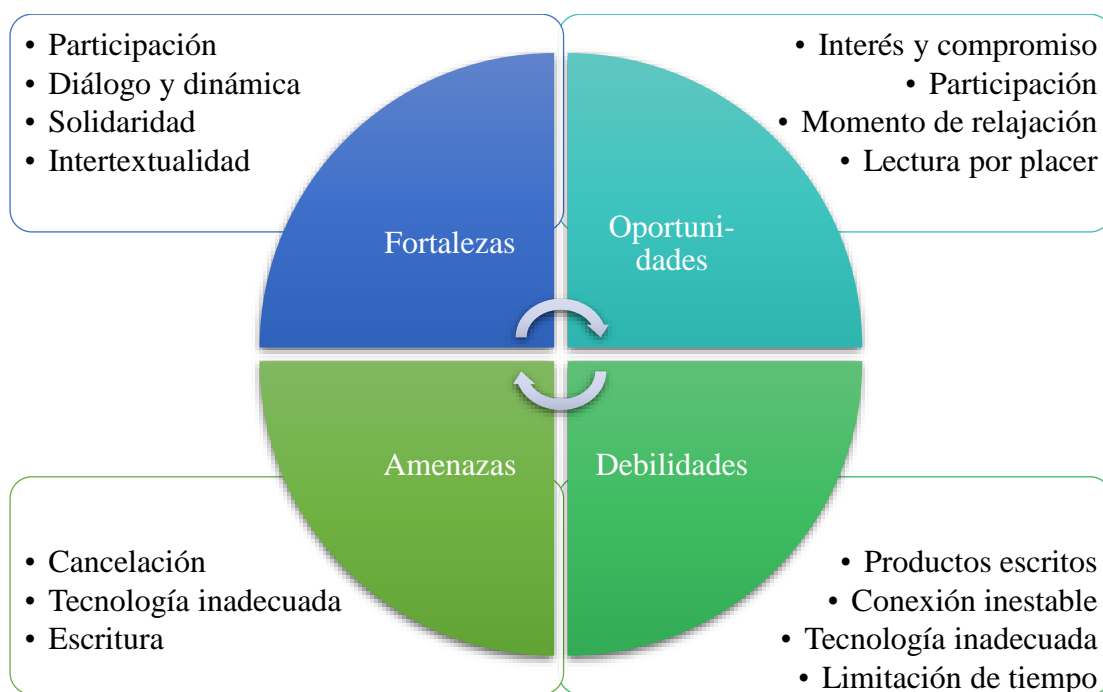 • Participación
• Diálogo y dinámica
• Solidaridad
• Intertextualidad
• Interés y compromiso
• Participación
• Momento de relajación
• Lectura por placer
Fortalezas
Oportuni-
dades
Amenazas
Debilidades
• Cancelación
• Tecnología inadecuada
• Escritura
• Productos escritos
• Conexión inestable
• Tecnología inadecuada
• Limitación de tiempo